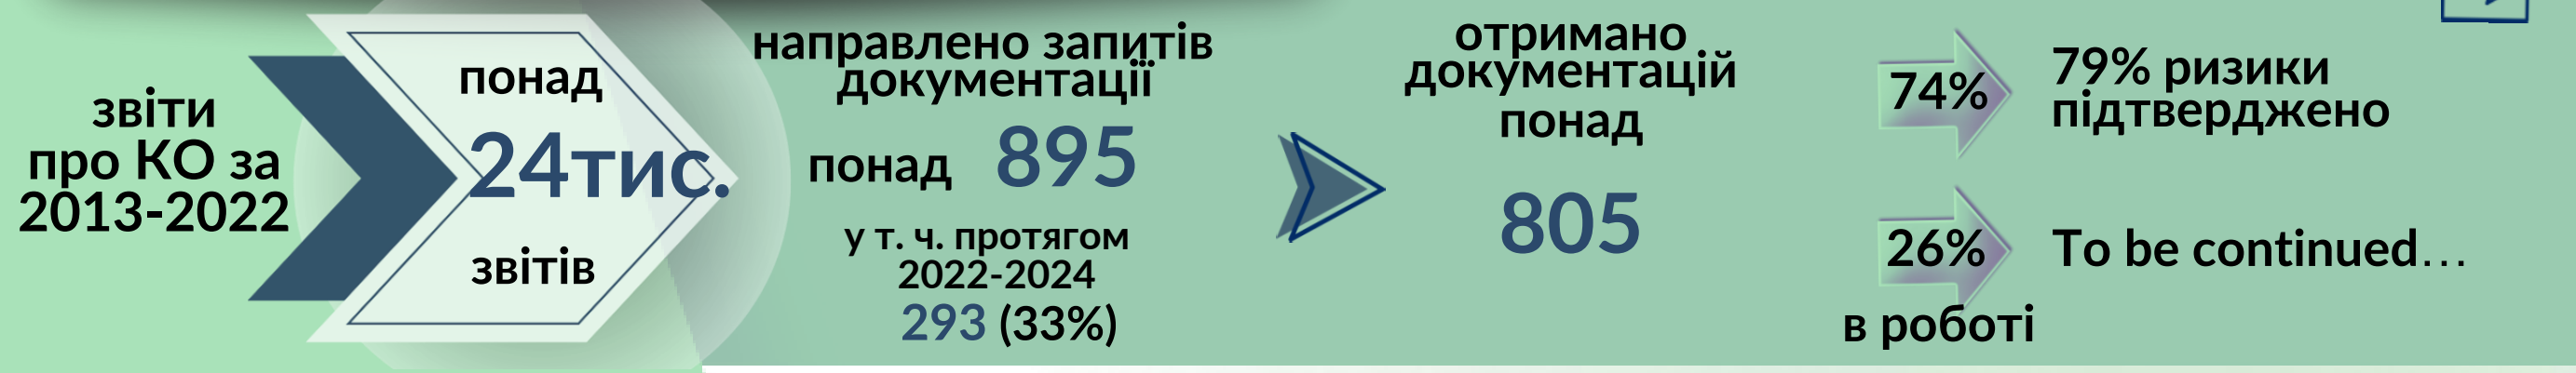 звіти
про КО за
2013-2022
понад
24тис.
звітів
направлено запитів
документації
понад 895
у т. ч. протягом
2022-2024
293 (33%)
отримано
документацій
понад
805
74%
79% ризики
підтверджено
26%
To be continued…
в роботі